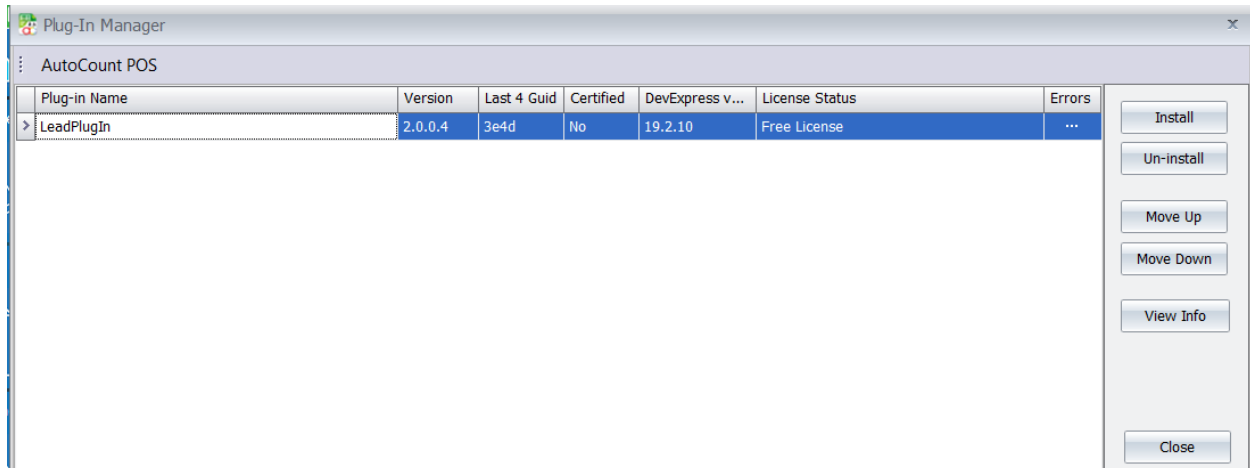 Plug-In Manager x
AutoCount POS
Plug-in Name Version Last 4 Guid Certified DevExpress v... License Status Errors
> LeadPlugIn 2.0.0.4 3e4d No 19.2.10 Free License ...
Install
Un-install
Move Up
Move Down
View Info
Close